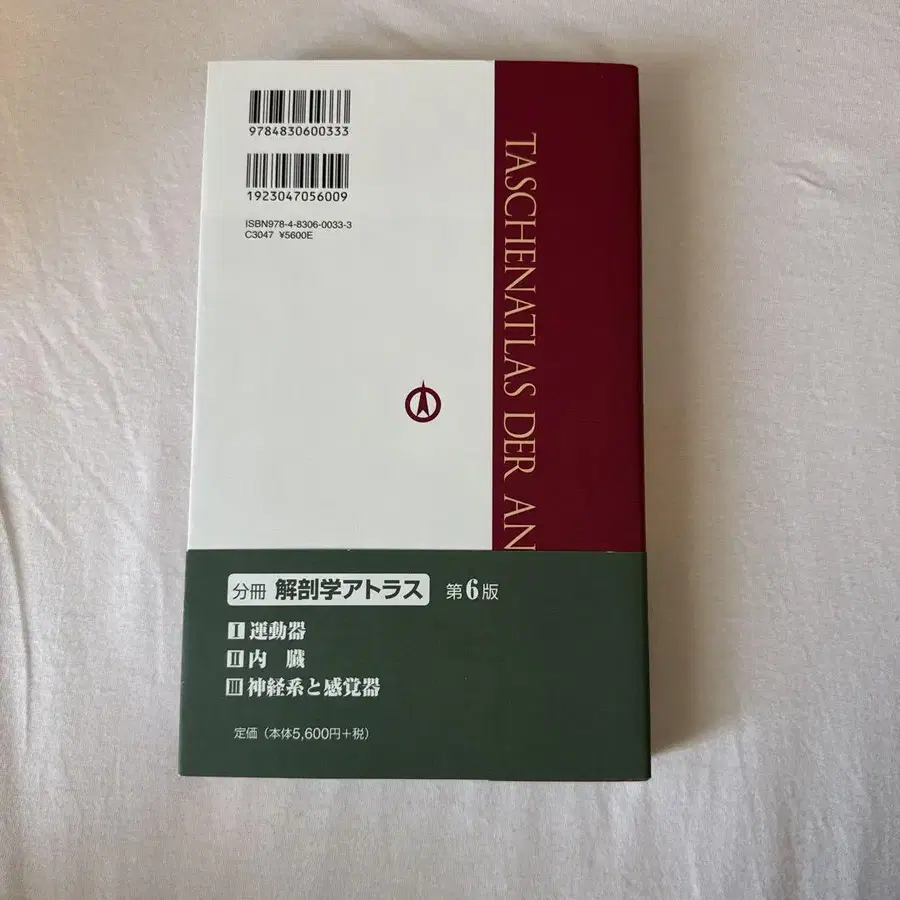 9784830600333
1923047056009
ISBN978-4-8306-0033-3
C3047 ¥5600E
TASCHENATLAS DER AN
分冊 解剖学アトラス 第6版
Ⅰ 運動器
Ⅱ 内 臓
Ⅲ 神経系と感覚器
定価（本体5,600円+税）